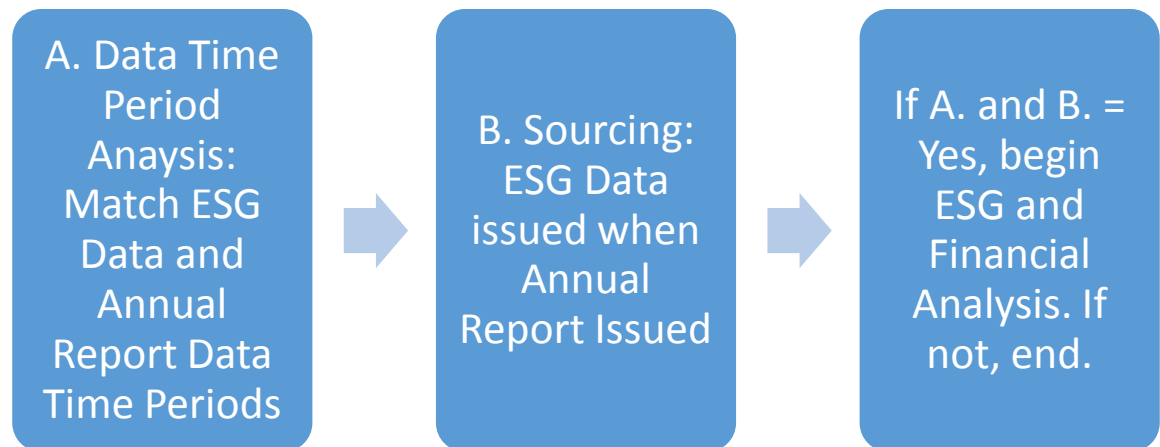 A. Data Time
Period
Anaysis:
Match ESG
Data and
Annual
Report Data
Time Periods
B. Sourcing:
ESG Data
issued when
Annual
Report Issued
If A. and B. =
Yes, begin
ESG and
Financial
Analysis. If
not, end.